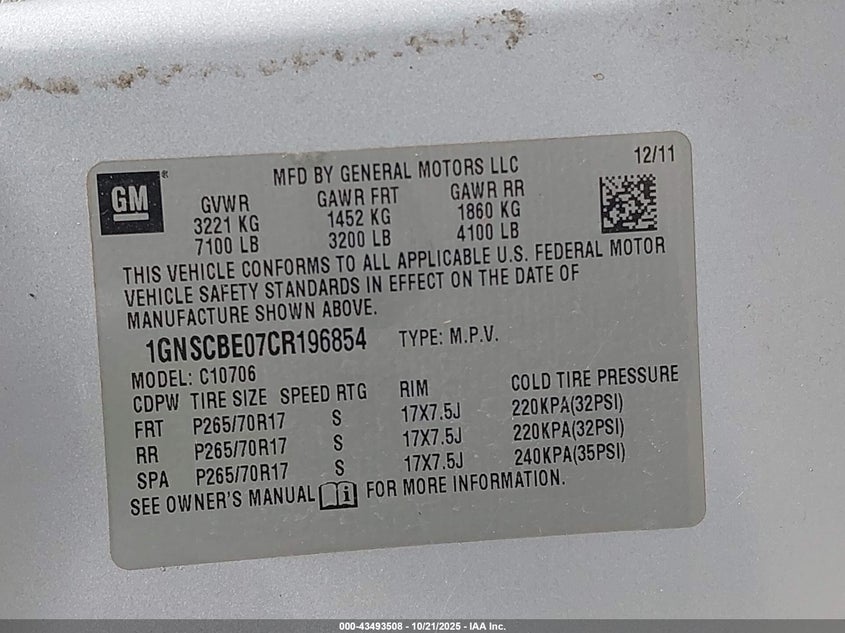 GM
MFD BY GENERAL MOTORS LLC
12/11
GVWR GAWR FRT GAWR RR
3221 KG 1452 KG 1860 KG
7100 LB 3200 LB 4100 LB
THIS VEHICLE CONFORMS TO ALL APPLICABLE U.S. FEDERAL MOTOR
VEHICLE SAFETY STANDARDS IN EFFECT ON THE DATE OF
MANUFACTURE SHOWN ABOVE.
1GNSCBE07CR196854 TYPE: M.P.V.
MODEL: C10706
CDPW TIRE SIZE SPEED RTG RIM COLD TIRE PRESSURE
FRT P265/70R17 S 17X7.5J 220KPA(32PSI)
RR P265/70R17 S 17X7.5J 220KPA(32PSI)
SPA P265/70R17 S 17X7.5J 240KPA(35PSI)
SEE OWNER'S MANUAL FOR MORE INFORMATION.
000-43493508 - 10/21/2025 - IAA Inc.